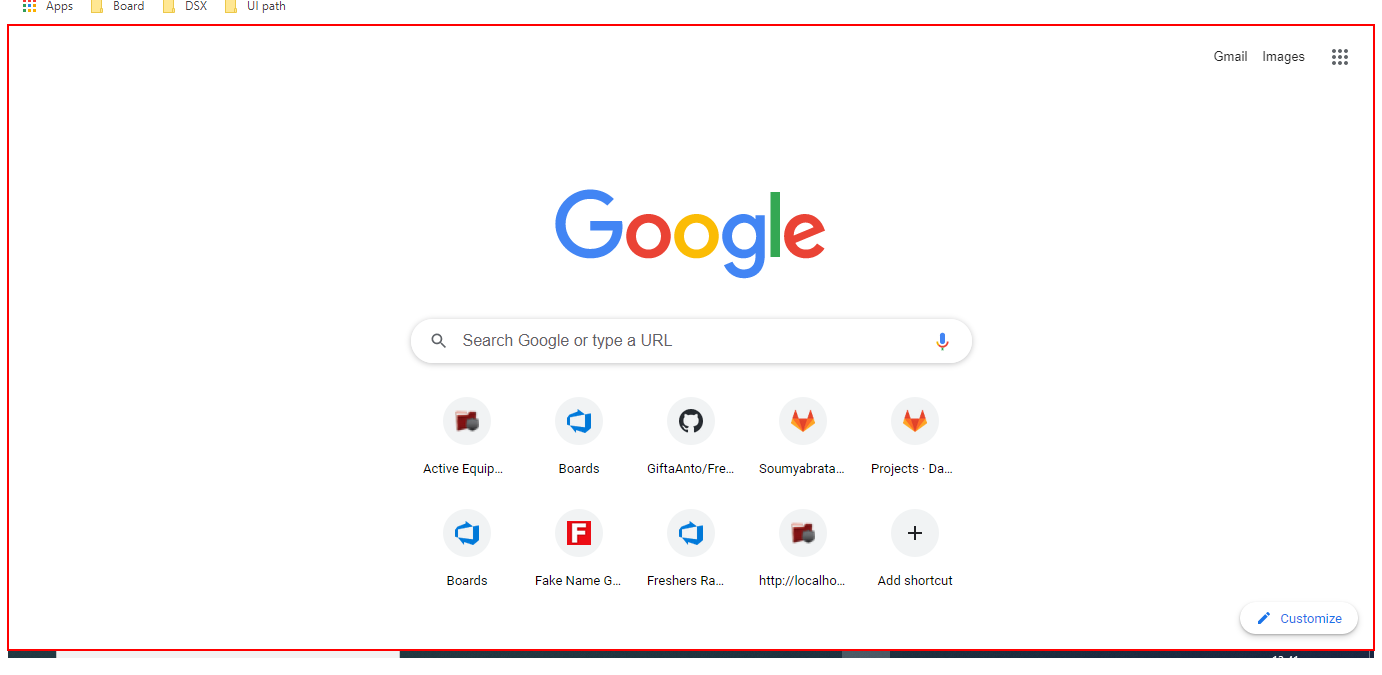 Apps Board DSX UI path
Gmail Images
Google
Search Google or type a URL
Active Equip... Boards GiftaAnto/Fre... Soumyabrata... Projects · Da...
F
Boards Fake Name G... Freshers Ra... http://localho... Add shortcut
Customize